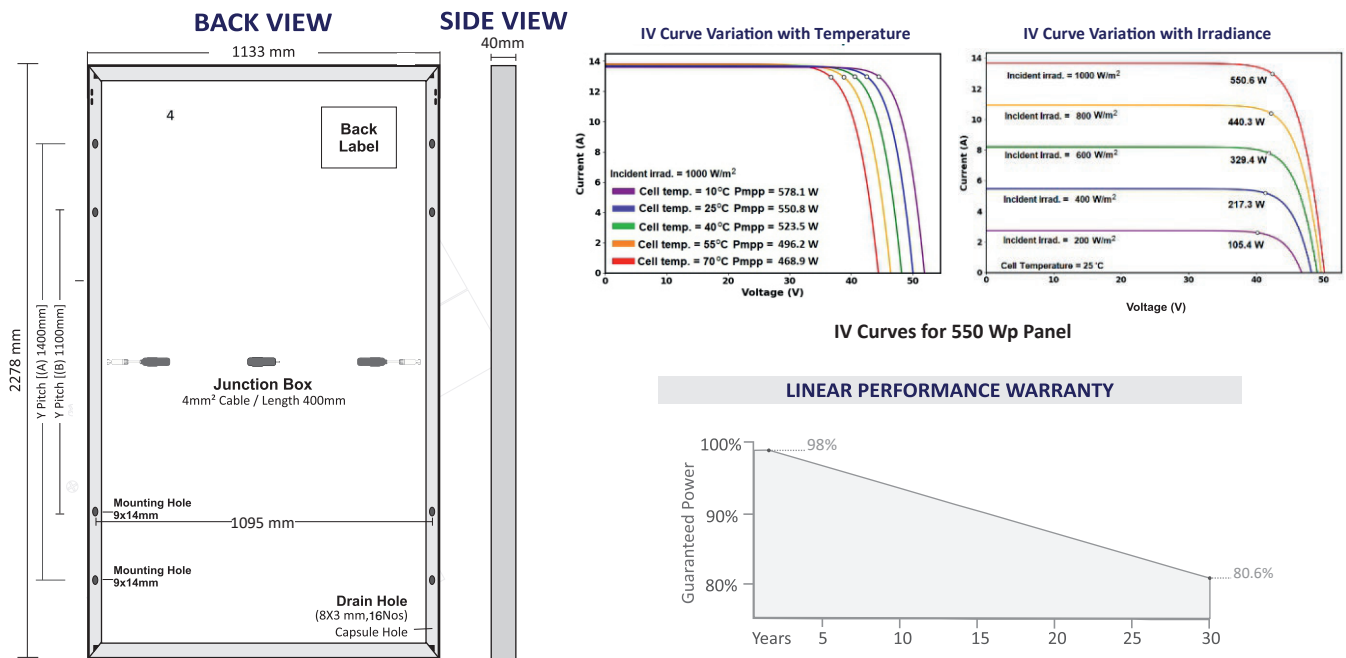 BACK VIEW
1133 mm
4
Back
Label
2278 mm
Y Pitch [(A) 1400mm]
Y Pitch [(B) 1100mm]
Junction Box
4mm² Cable / Length 400mm
Mounting Hole
9x14mm
1095 mm
Mounting Hole
9x14mm
Drain Hole
(8X3 mm,16Nos)
Capsule Hole
SIDE VIEW
40mm
IV Curve Variation with Temperature
14
12
10
8
6
4
2
0
Current (A)
Incident irrad. = 1000 W/m²
Cell temp. = 10°C Pmpp = 578.1 W
Cell temp. = 25°C Pmpp = 550.8 W
Cell temp. = 40°C Pmpp = 523.5 W
Cell temp. = 55°C Pmpp = 496.2 W
Cell temp. = 70°C Pmpp = 468.9 W
0 10 20 30 40 50
Voltage (V)
IV Curve Variation with Irradiance
14
12
10
8
6
4
2
0
Current (A)
Incident irrad. = 1000 W/m²
550.6 W
Incident Irrad. = 800 W/m²
440.3 W
Incident Irrad. = 600 W/m²
329.4 W
Incident Irrad. = 400 W/m²
217.3 W
Incident Irrad. = 200 W/m²
105.4 W
Cell Temperature = 25°C
0 10 20 30 40 50
Voltage (V)
IV Curves for 550 Wp Panel
LINEAR PERFORMANCE WARRANTY
100%
90%
80%
Guaranteed Power
98%
80.6%
Years 5 10 15 20 25 30